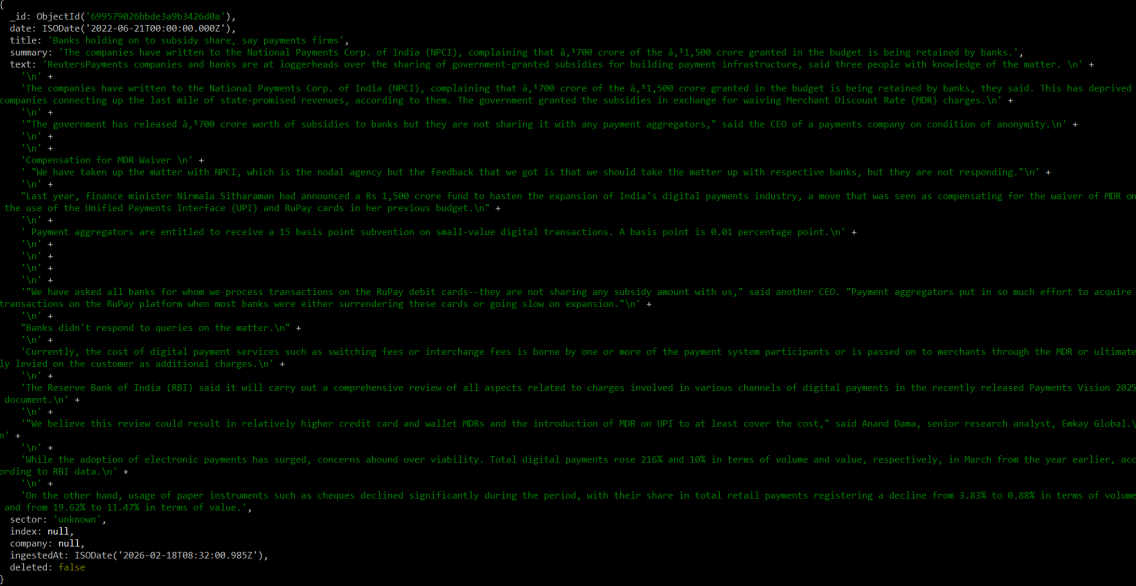 {
  _id: ObjectId('699579026bbde3a9b3426d0a'),
  date: ISODate('2022-06-21T00:00:00.000Z'),
  title: 'Banks holding on to subsidy share, say payments firms',
  summary: 'The companies have written to the National Payments Corp. of India (NPCI), complaining that â‚¹700 crore of the â‚¹1,500 crore granted in the budget is being retained by banks.',
  text: 'ReutersPayments companies and banks are at loggerheads over the sharing of government-granted subsidies for building payment infrastructure, said three people with knowledge of the matter. \n' +
    '\n' +
    'The companies have written to the National Payments Corp. of India (NPCI), complaining that â‚¹700 crore of the â‚¹1,500 crore granted in the budget is being retained by banks, they said. This has deprived
companies connecting up the last mile of state-promised revenues, according to them. The government granted the subsidies in exchange for waiving Merchant Discount Rate (MDR) charges.\n' +
    '\n' +
    '"The government has released â‚¹700 crore worth of subsidies to banks but they are not sharing it with any payment aggregators," said the CEO of a payments company on condition of anonymity.\n' +
    '\n' +
    '\n' +
    'Compensation for MDR Waiver \n' +
    ' "We have taken up the matter with NPCI, which is the nodal agency but the feedback that we got is that we should take the matter up with respective banks, but they are not responding."\n' +
    '\n' +
    "Last year, finance minister Nirmala Sitharaman had announced a Rs 1,500 crore fund to hasten the expansion of India's digital payments industry, a move that was seen as compensating for the waiver of MDR on
the use of the Unified Payments Interface (UPI) and RuPay cards in her previous budget.\n" +
    '\n' +
    ' Payment aggregators are entitled to receive a 15 basis point subvention on small-value digital transactions. A basis point is 0.01 percentage point.\n' +
    '\n' +
    '\n' +
    '\n' +
    '\n' +
    '"We have asked all banks for whom we process transactions on the RuPay debit cards--they are not sharing any subsidy amount with us," said another CEO. "Payment aggregators put in so much effort to acquire
transactions on the RuPay platform when most banks were either surrendering these cards or going slow on expansion."\n' +
    '\n' +
    "Banks didn't respond to queries on the matter.\n" +
    '\n' +
    'Currently, the cost of digital payment services such as switching fees or interchange fees is borne by one or more of the payment system participants or is passed on to merchants through the MDR or ultimate
ly levied on the customer as additional charges.\n' +
    '\n' +
    'The Reserve Bank of India (RBI) said it will carry out a comprehensive review of all aspects related to charges involved in various channels of digital payments in the recently released Payments Vision 2025
document.\n' +
    '\n' +
    '"We believe this review could result in relatively higher credit card and wallet MDRs and the introduction of MDR on UPI to at least cover the cost," said Anand Dama, senior research analyst, Emkay Global.\
n' +
    '\n' +
    'While the adoption of electronic payments has surged, concerns abound over viability. Total digital payments rose 216% and 10% in terms of volume and value, respectively, in March from the year earlier, acc
ording to RBI data.\n' +
    '\n' +
    'On the other hand, usage of paper instruments such as cheques declined significantly during the period, with their share in total retail payments registering a decline from 3.83% to 0.88% in terms of volume
and from 19.62% to 11.47% in terms of value.',
  sector: 'unknown',
  index: null,
  company: null,
  ingestedAt: ISODate('2026-02-18T08:32:00.985Z'),
  deleted: false
}